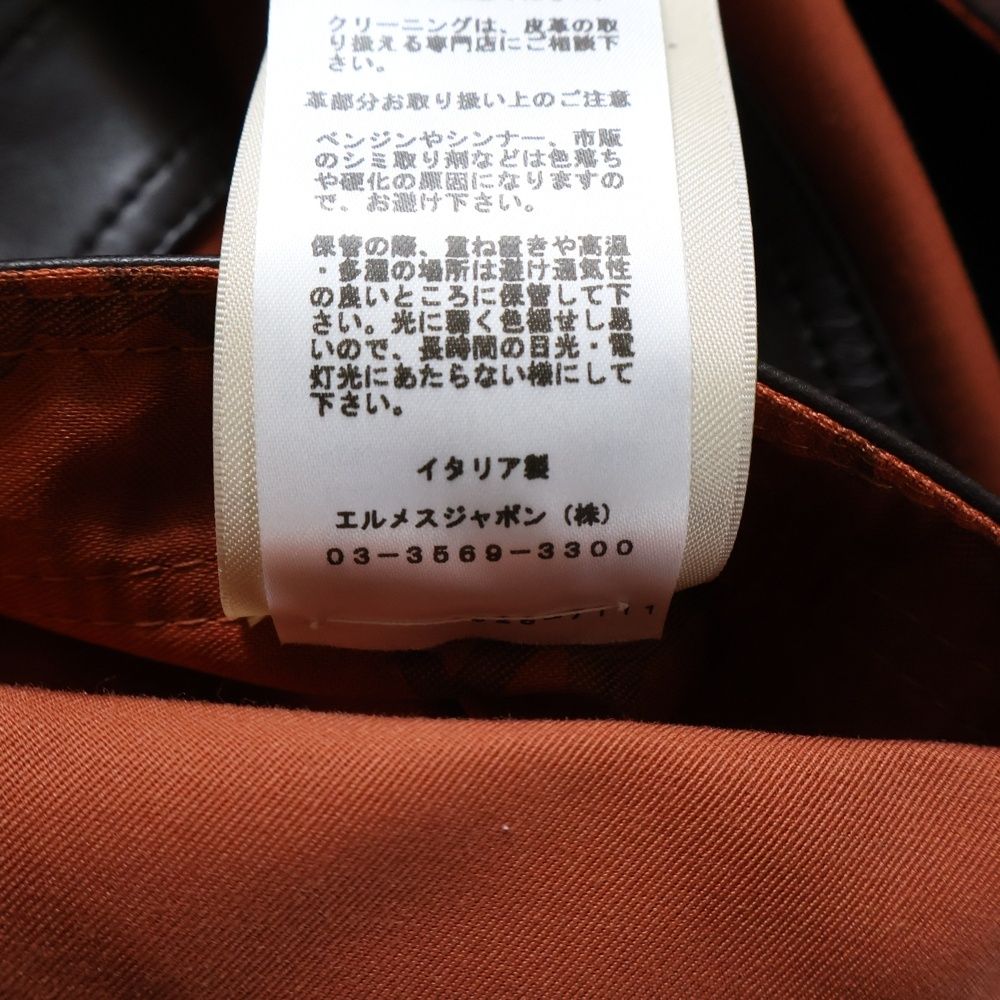 クリーニングは、皮革の取
り扱える専門店にご相談下
さい。
革部分お取り扱い上のご注意
ベンジンやシンナー、市販
のシミ取り剤などは色落ち
や硬化の原因になりますの
で、お避け下さい。
保管の際、重ね置きや高温
・多湿の場所は避け通気性
の良いところに保管して下
さい。光に弱く色褪せし易
いので、長時間の日光・電
灯光にあたらない様にして
下さい。
イタリア製
エルメスジャポン（株）
03－3569－3300